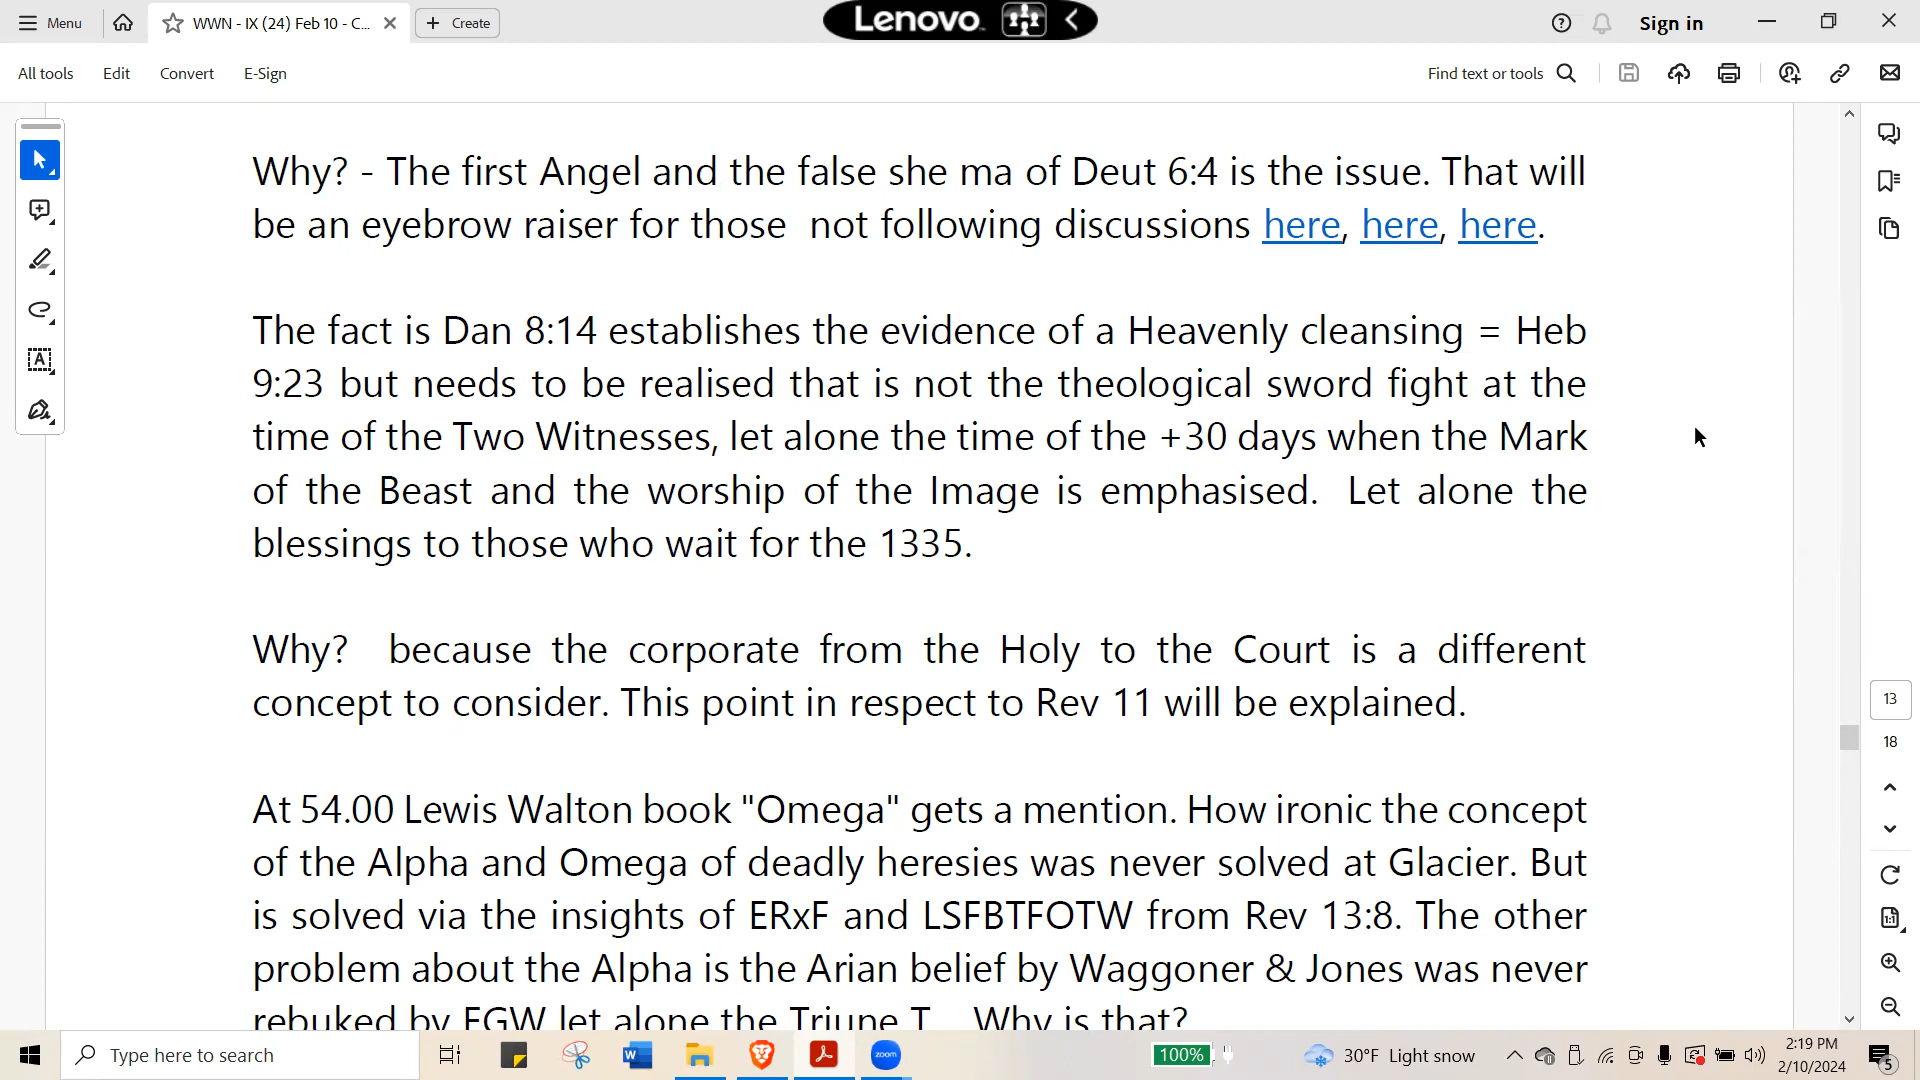 Menu
WWN - IX (24) Feb 10 - C...
Create
Lenovo
Sign in
All tools
Edit
Convert
E-Sign
Find text or tools
Why? - The first Angel and the false she ma of Deut 6:4 is the issue. That will
be an eyebrow raiser for those  not following discussions here, here, here.
The fact is Dan 8:14 establishes the evidence of a Heavenly cleansing = Heb
9:23 but needs to be realised that is not the theological sword fight at the
time of the Two Witnesses, let alone the time of the +30 days when the Mark
of the Beast and the worship of the Image is emphasised.  Let alone the
blessings to those who wait for the 1335.
Why?  because the corporate from the Holy to the Court is a different
concept to consider. This point in respect to Rev 11 will be explained.
At 54.00 Lewis Walton book "Omega" gets a mention. How ironic the concept
of the Alpha and Omega of deadly heresies was never solved at Glacier. But
is solved via the insights of ERxF and LSFBTFOTW from Rev 13:8. The other
problem about the Alpha is the Arian belief by Waggoner & Jones was never
rebuked by EGW let alone the Triune T    Why is that?
13
18
Type here to search
zoom
100%
30°F Light snow
2:19 PM
2/10/2024
5